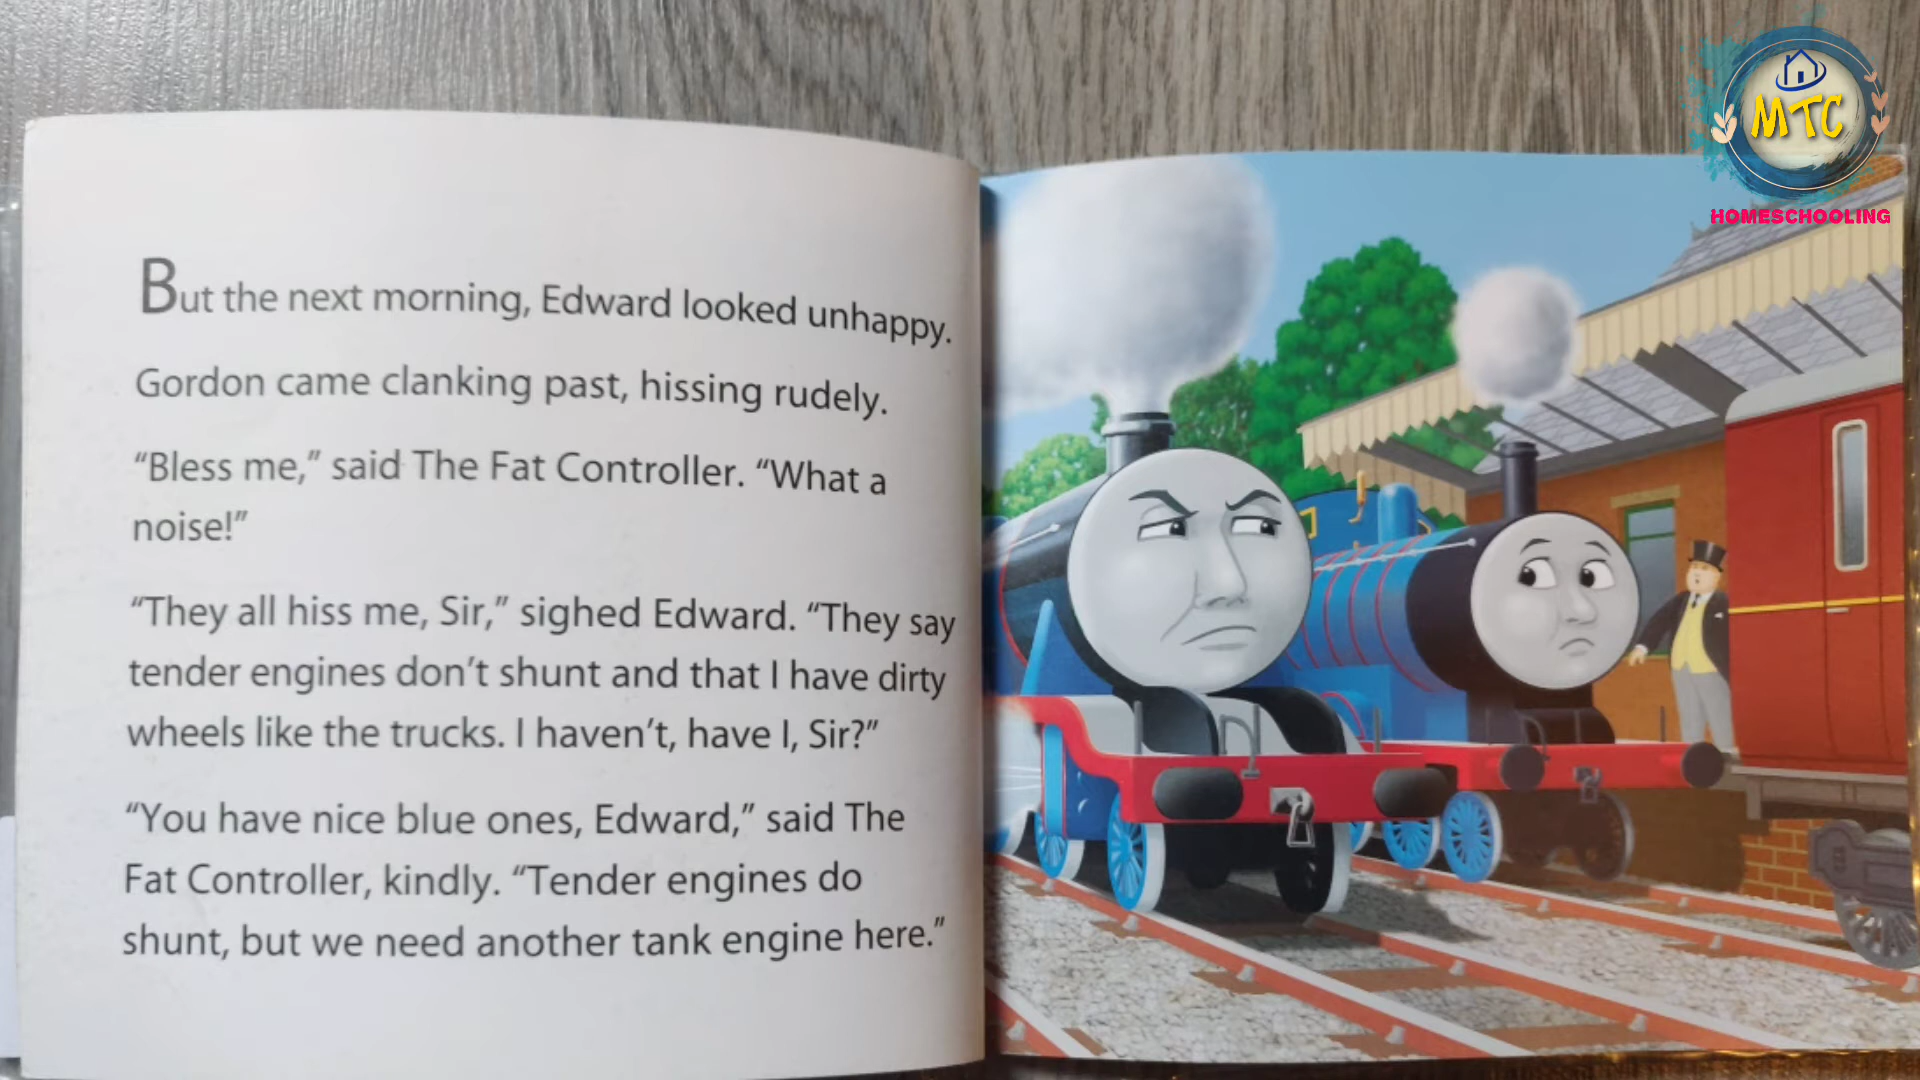 But the next morning, Edward looked unhappy.
Gordon came clanking past, hissing rudely.
“Bless me,” said The Fat Controller. “What a
noise!”
“They all hiss me, Sir,” sighed Edward. “They say
tender engines don’t shunt and that I have dirty
wheels like the trucks. I haven’t, have I, Sir?”
“You have nice blue ones, Edward,” said The
Fat Controller, kindly. “Tender engines do
shunt, but we need another tank engine here.”
MTC
HOMESCHOOLING